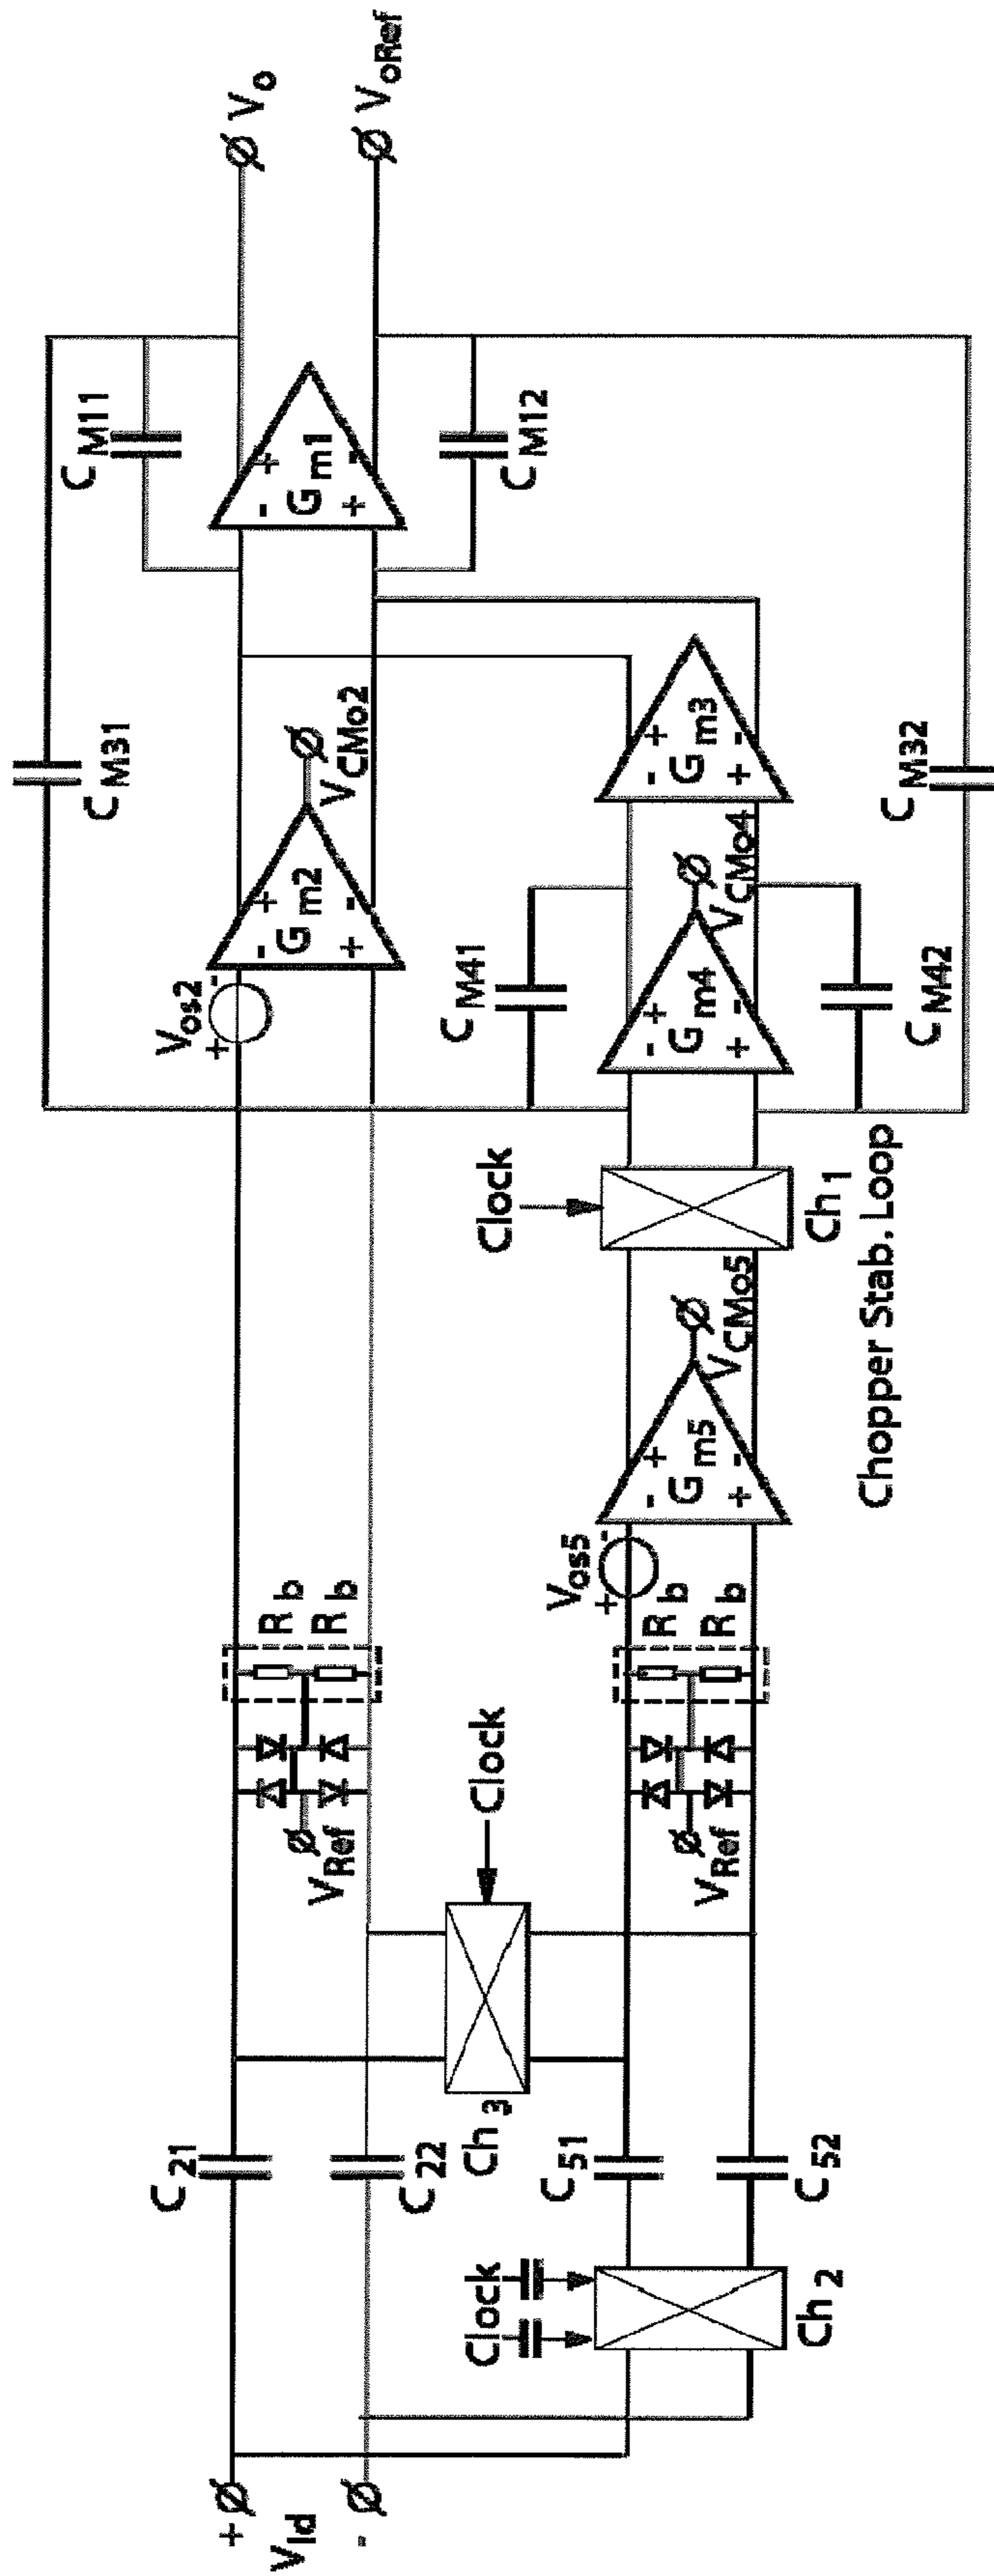 +
V_Id
-
C_21
C_22
Ch_3
Clock
V_Ref
R_b
R_b
V_os2
+
-
-
+
G_m2
+
-
V_CMo2
C_M31
C_M11
-
+
G_m1
+
-
C_M12
V_o
V_oRef
Clock
Clock
Ch_2
C_51
C_52
V_Ref
R_b
R_b
V_os5
+
-
-
+
G_m5
+
-
V_CMo5
Clock
Ch_1
C_M41
-
+
G_m4
+
-
V_CMo4
C_M42
-
+
G_m3
+
-
C_M32
Chopper Stab. Loop